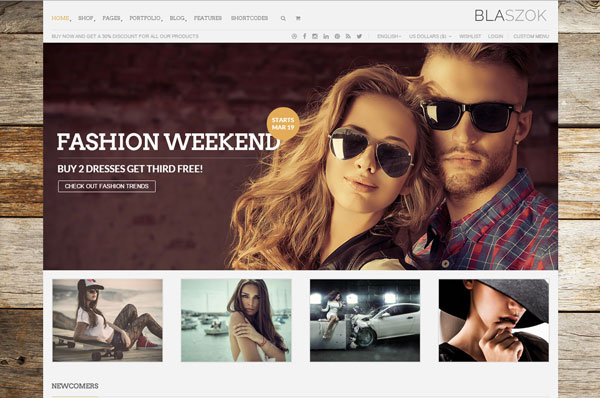 HOME, SHOP, PAGES, PORTFOLIO, BLOG, FEATURES SHORTCODES
BLASZOK
BUY NOW AND GET A 30% DISCOUNT FOR ALL OUR PRODUCTS
ENGLISH US DOLLARS ($) WISHLIST LOGIN CUSTOM MENU
STARTS
MAR 19
FASHION WEEKEND
BUY 2 DRESSES GET THIRD FREE!
CHECK OUT FASHION TRENDS
NEWCOMERS